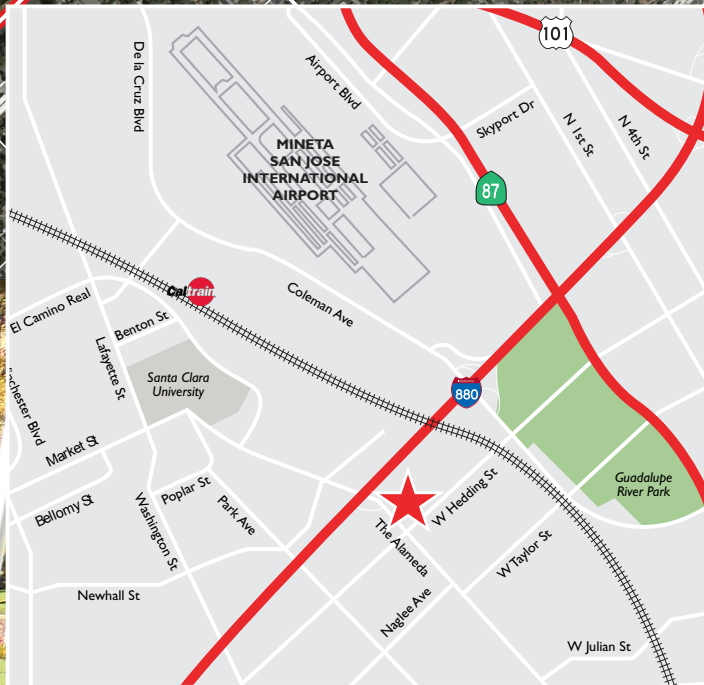 101
De la Cruz Blvd
Airport Blvd
Skyport Dr
N 1st St
N 4th St
MINETA
SAN JOSE
INTERNATIONAL
AIRPORT
87
Caltrain
El Camino Real
Benton St
Coleman Ave
Lafayette St
Santa Clara
University
880
Market St
Guadalupe
River Park
Bellomy St
Poplar St
Park Ave
Washington St
W Hedding St
The Alameda
W Taylor St
Newhall St
Naglee Ave
W Julian St